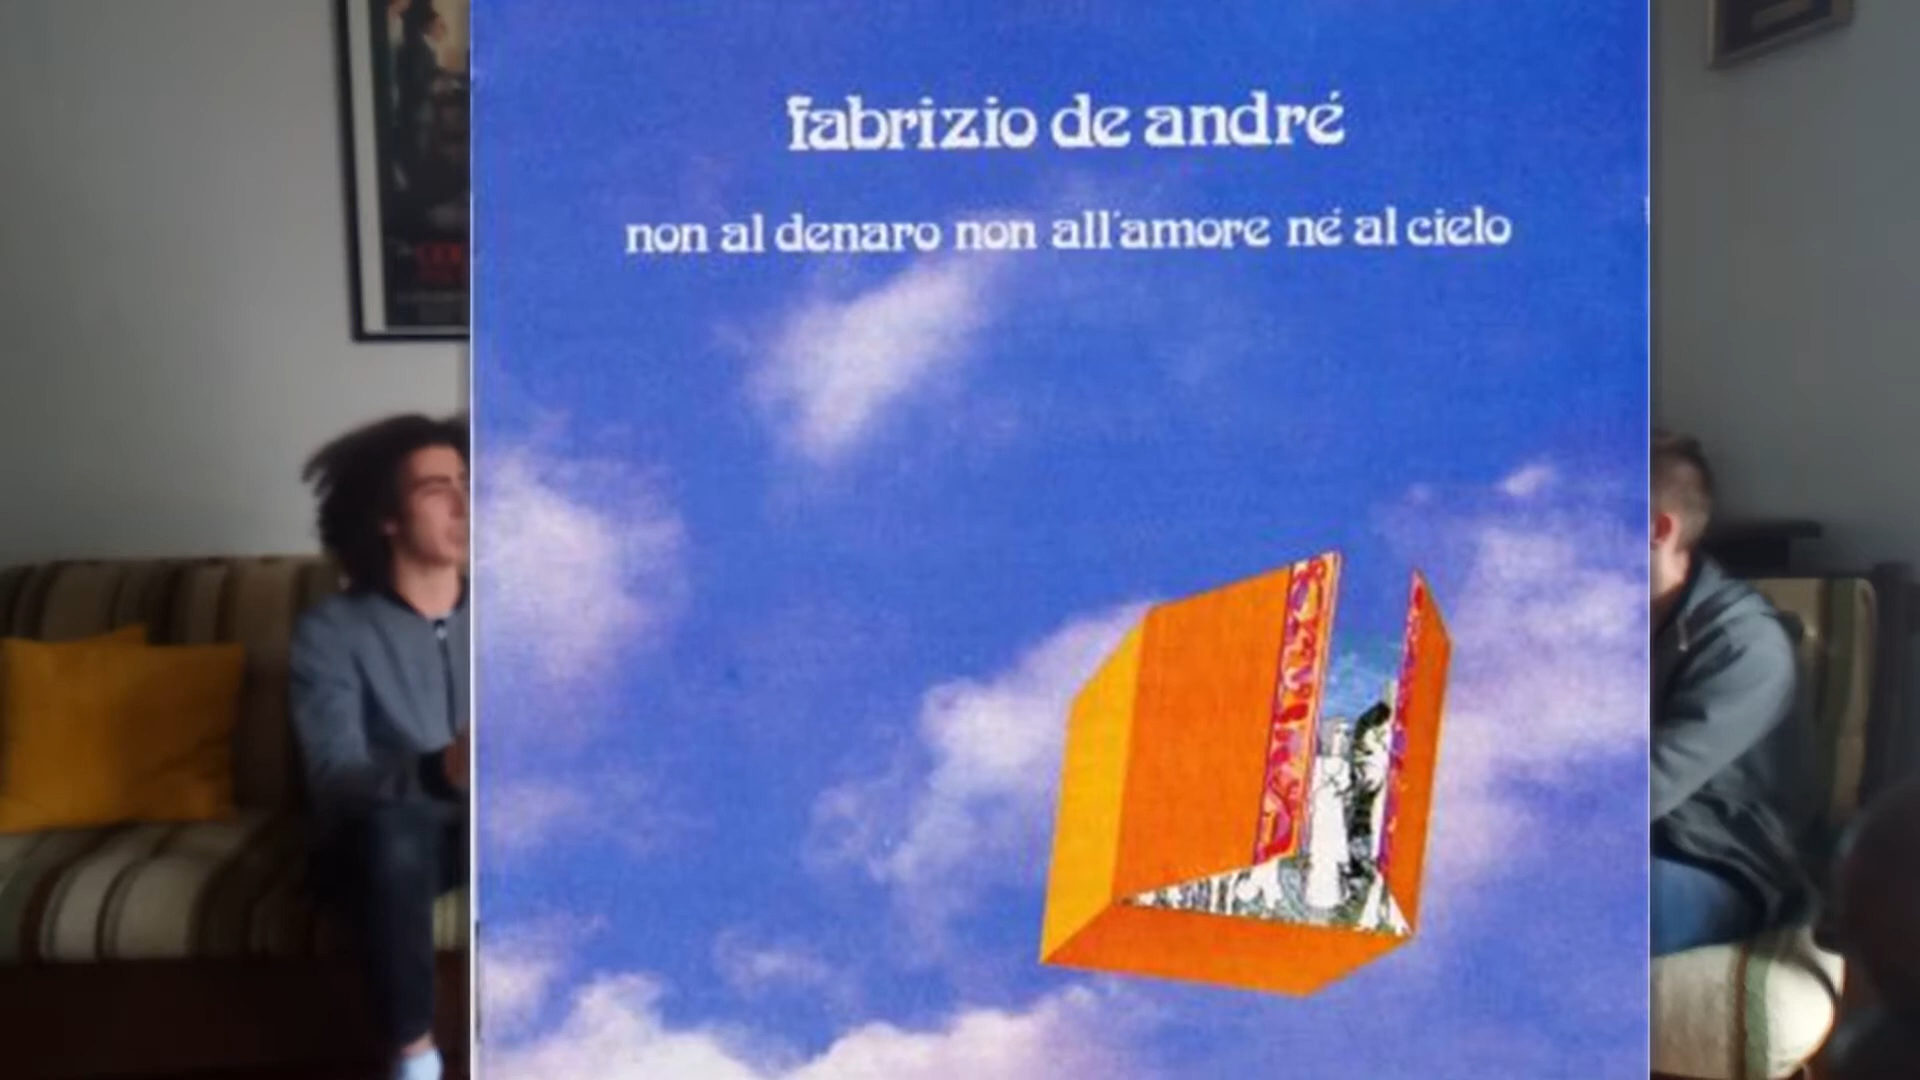 fabrizio de andré
non al denaro non all'amore né al cielo